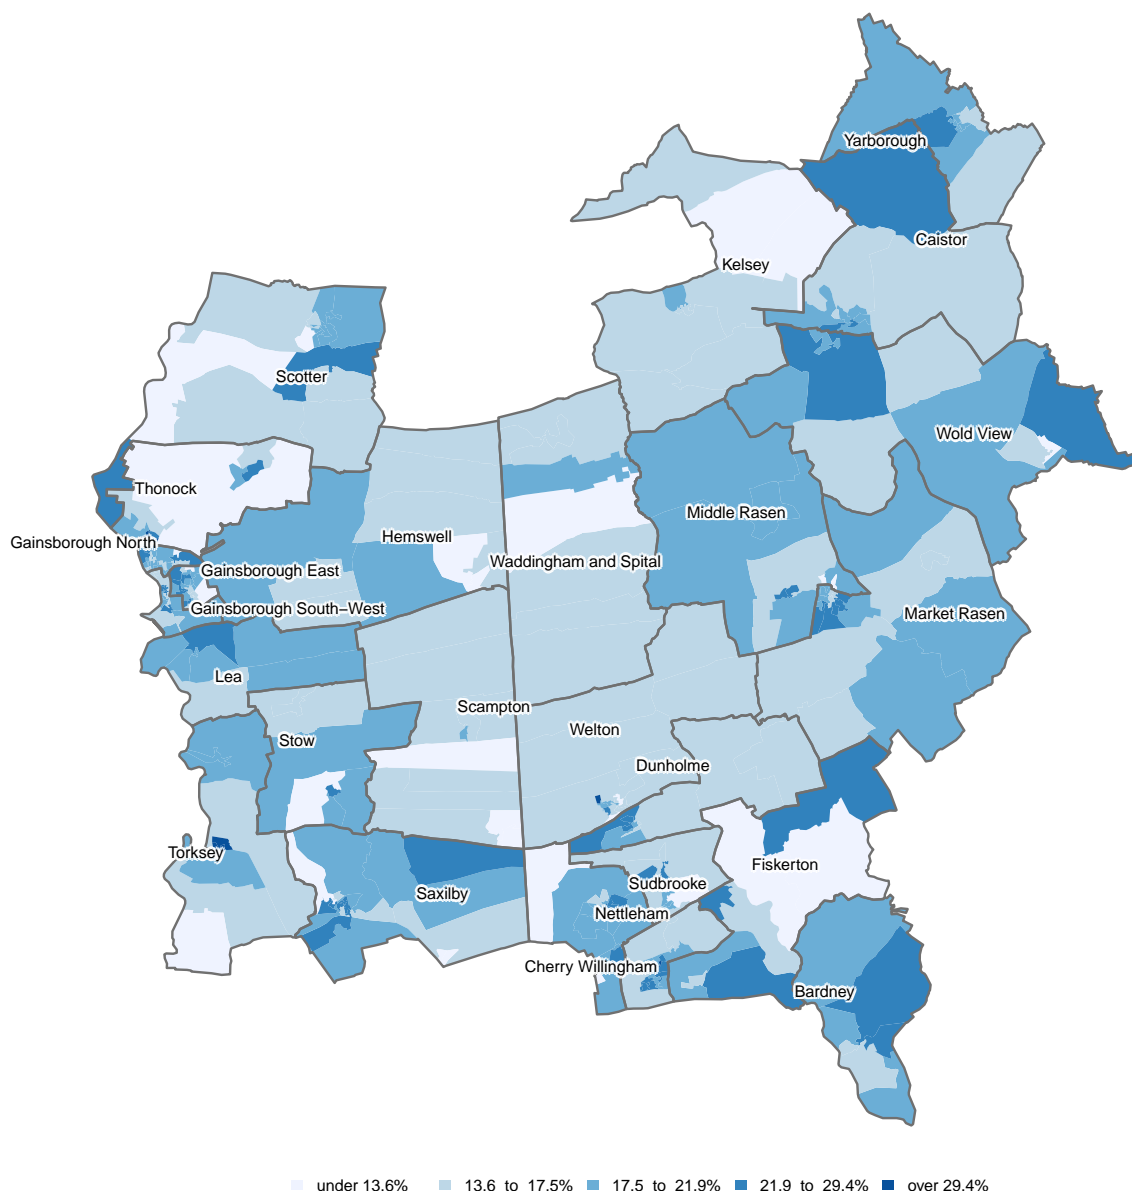 Yarborough
Caistor
Kelsey
Scotter
Wold View
Thonock
Middle Rasen
Gainsborough North
Hemswell
Waddingham and Spital
Gainsborough East
Gainsborough South−West
Market Rasen
Lea
Scampton
Welton
Stow
Dunholme
Torksey
Fiskerton
Sudbrooke
Saxilby
Nettleham
Cherry Willingham
Bardney
under 13.6% 13.6 to 17.5% 17.5 to 21.9% 21.9 to 29.4% over 29.4%